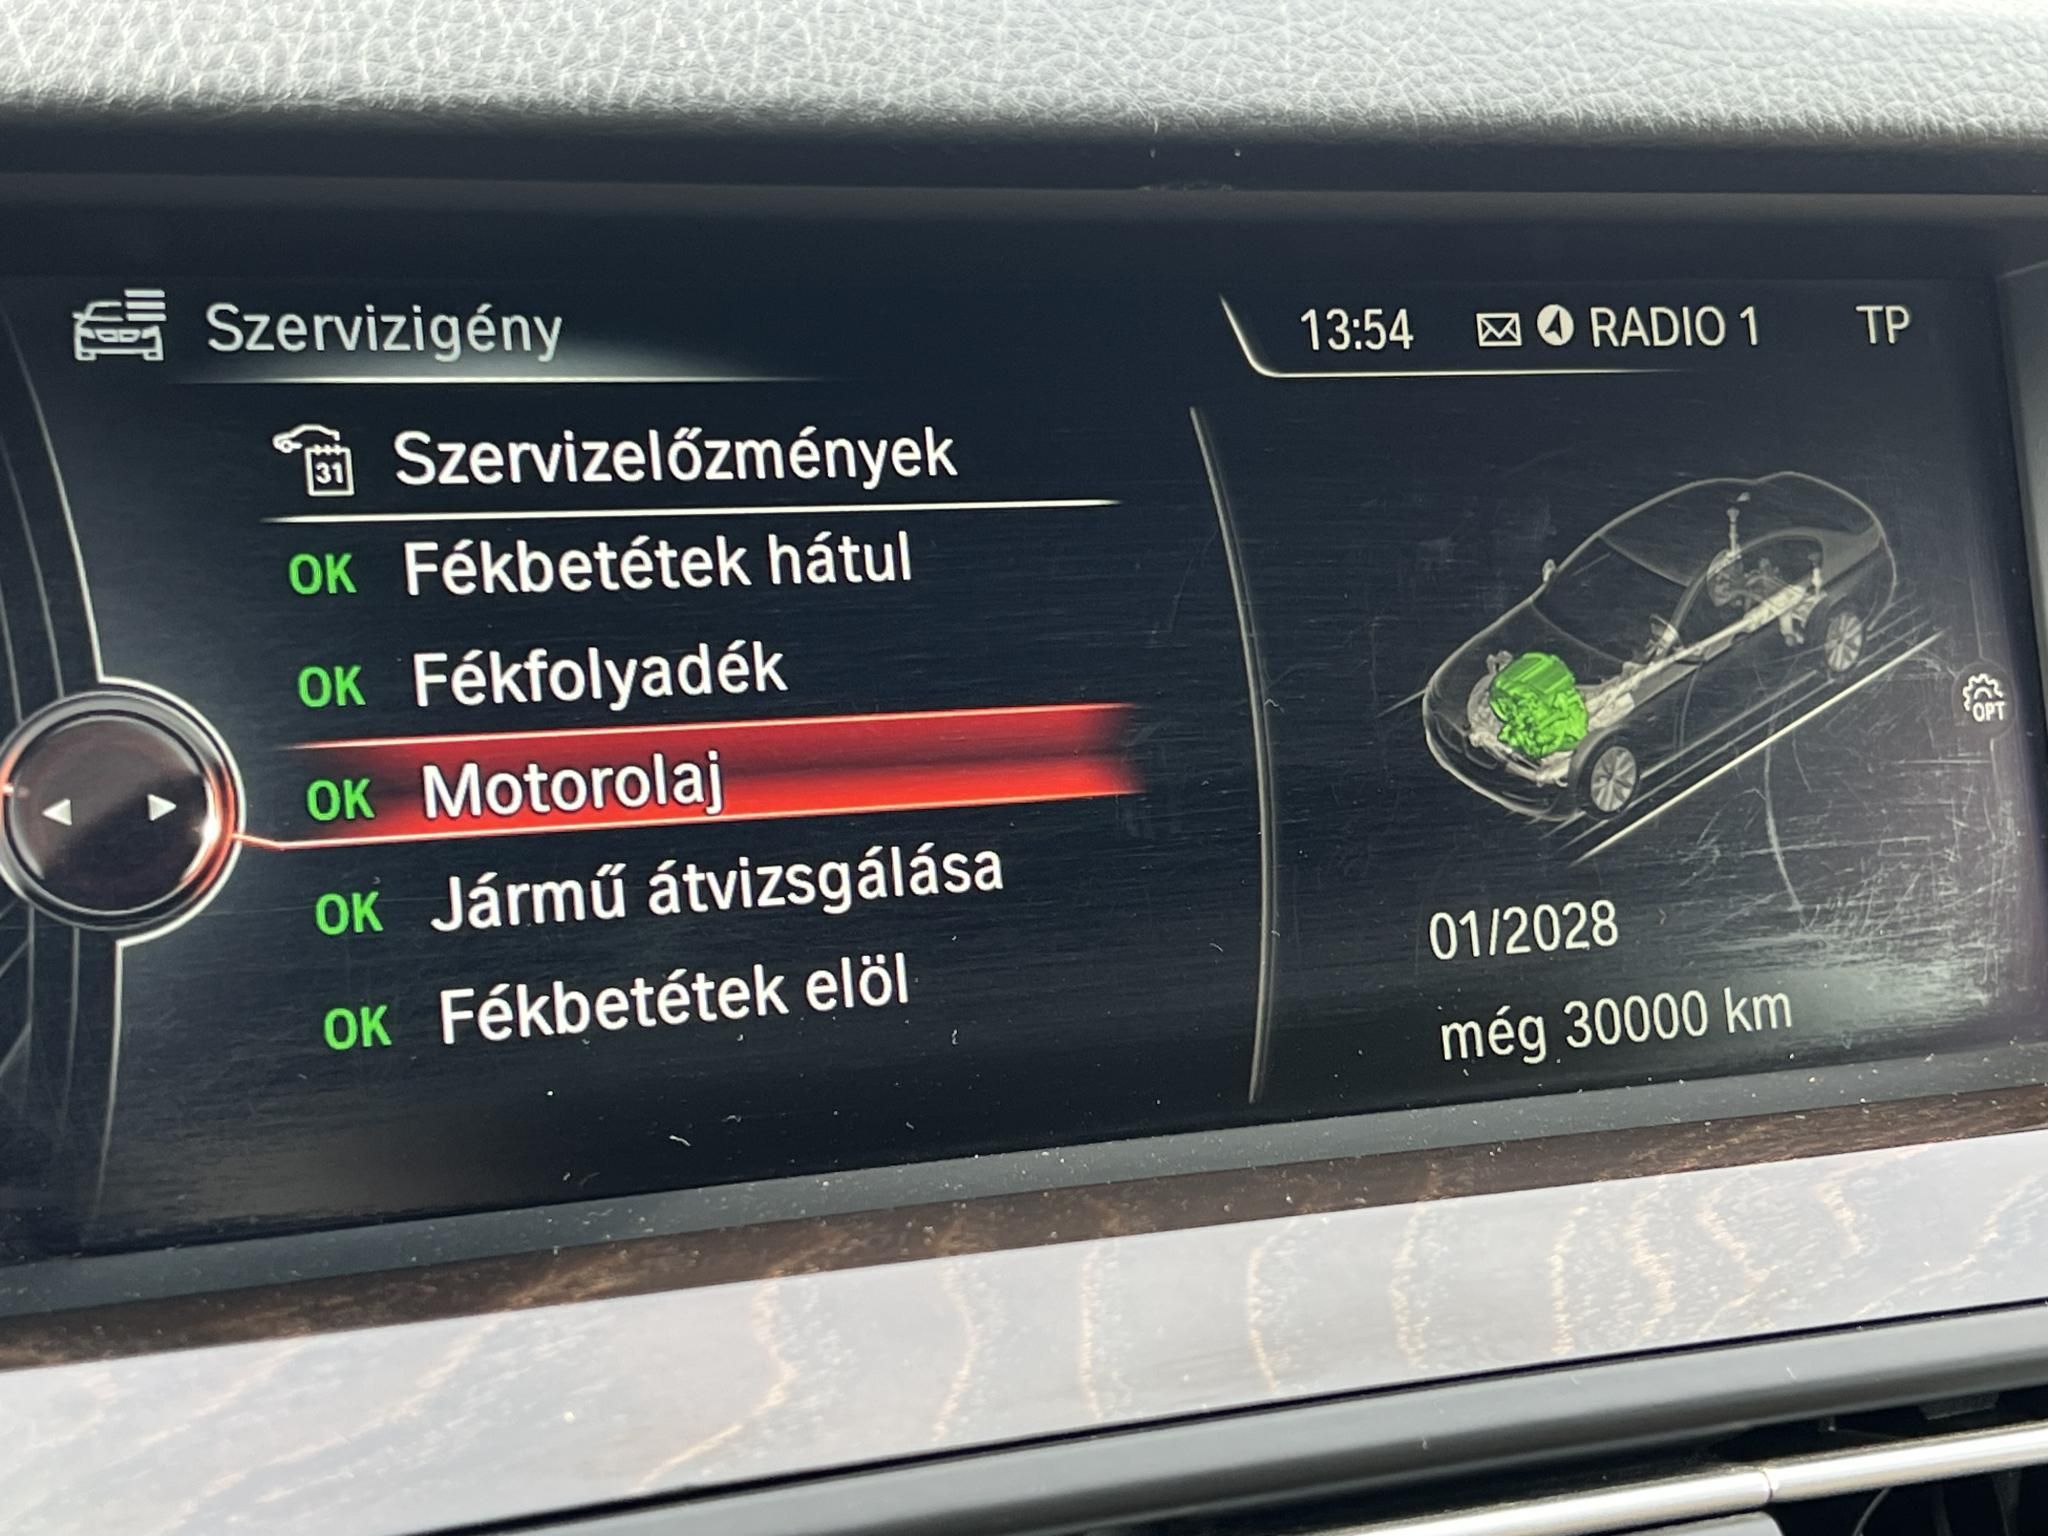 Szervizigény
13:54 RADIO 1 TP
31 Szervizelőzmények
OK Fékbetétek hátul
OK Fékfolyadék
OK Motorolaj
OK Jármű átvizsgálása
OK Fékbetétek elöl
OPT
01/2028
még 30000 km